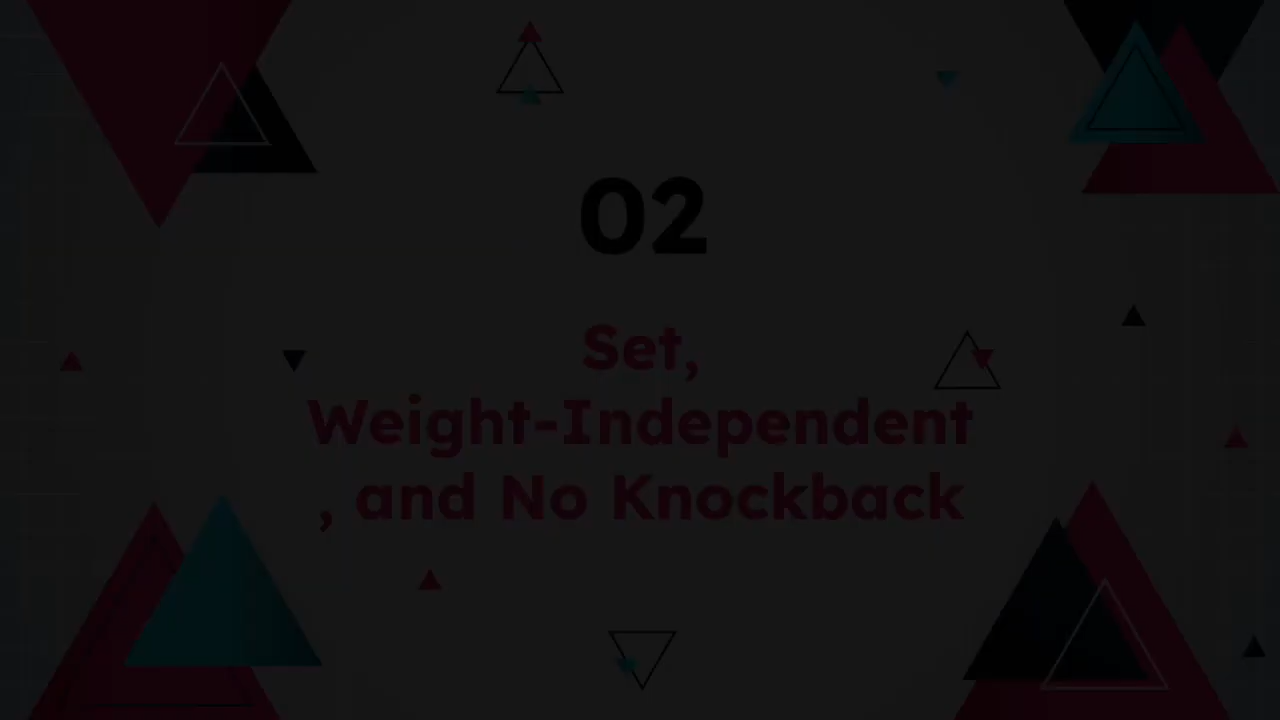 02
Set,
Weight-Independent
, and No Knockback